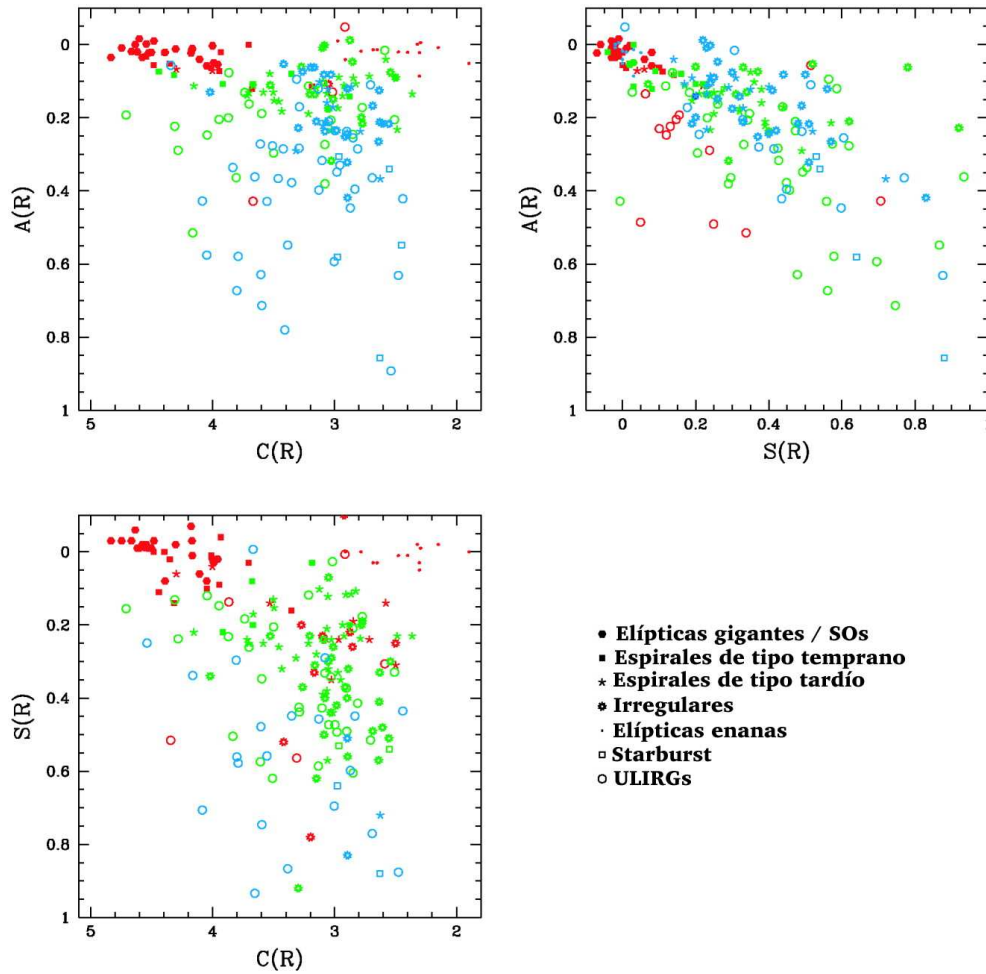 0
0.2
0.4
0.6
0.8
1
A(R)
5
4
3
2
C(R)
0
0.2
0.4
0.6
0.8
1
A(R)
0
0.2
0.4
0.6
0.8
1
S(R)
0
0.2
0.4
0.6
0.8
1
S(R)
5
4
3
2
C(R)
Elípticas gigantes / SOs
Espirales de tipo temprano
Espirales de tipo tardío
Irregulares
Elípticas enanas
Starburst
ULIRGs